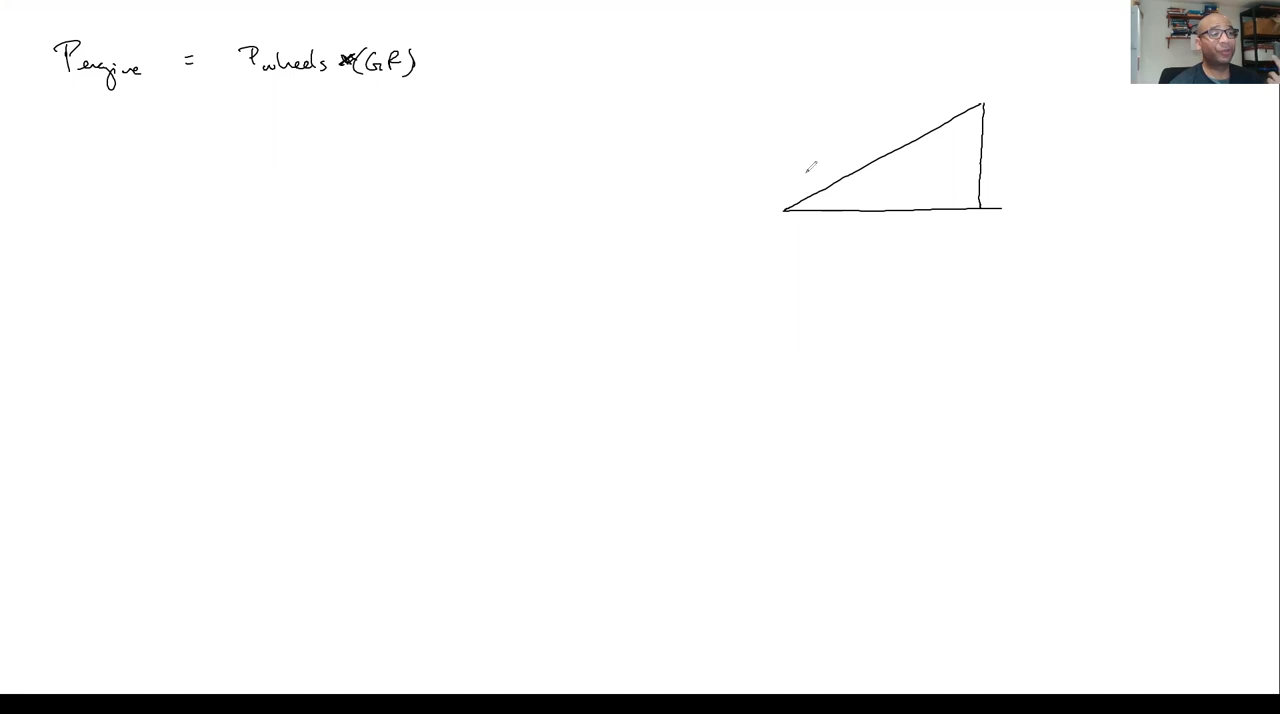 Pengine = Pwheels *(GR)